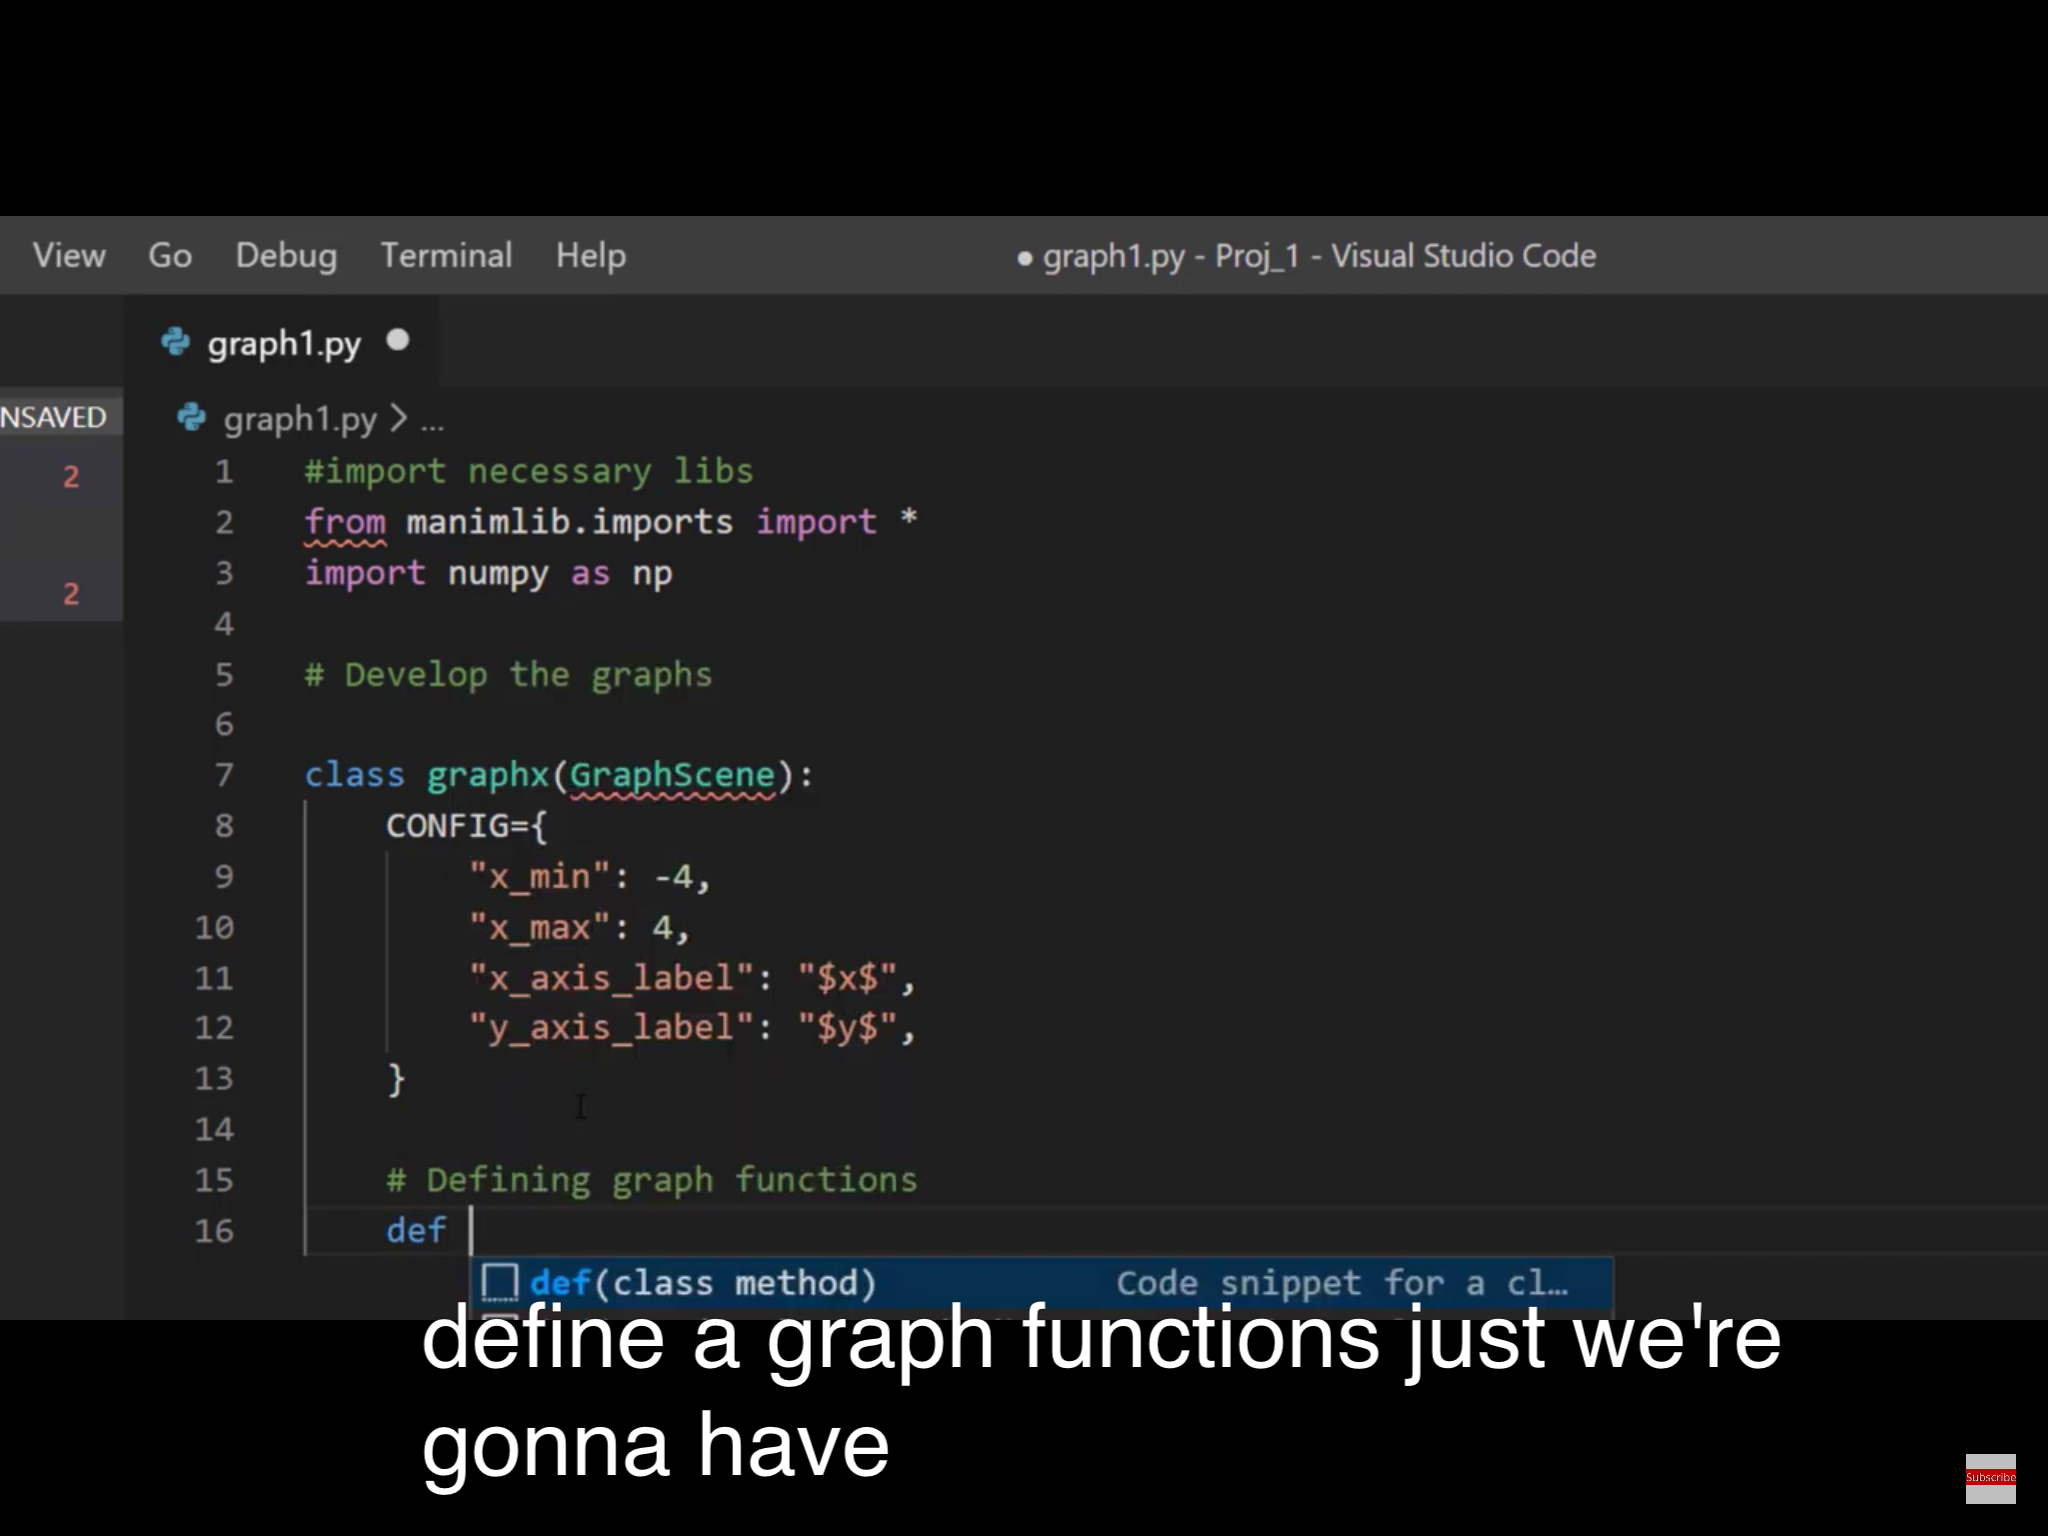 View Go Debug Terminal Help ● graph1.py - Proj_1 - Visual Studio Code
graph1.py ●
NSAVED
graph1.py > ...
2
2
1 #import necessary libs
2 from manimlib.imports import *
3 import numpy as np
4
5 # Develop the graphs
6
7 class graphx(GraphScene):
8 CONFIG={
9 "x_min": -4,
10 "x_max": 4,
11 "x_axis_label": "$x$",
12 "y_axis_label": "$y$",
13 }
14
15 # Defining graph functions
16 def
def(class method) Code snippet for a cl…
define a graph functions just we're
gonna have
Subscribe